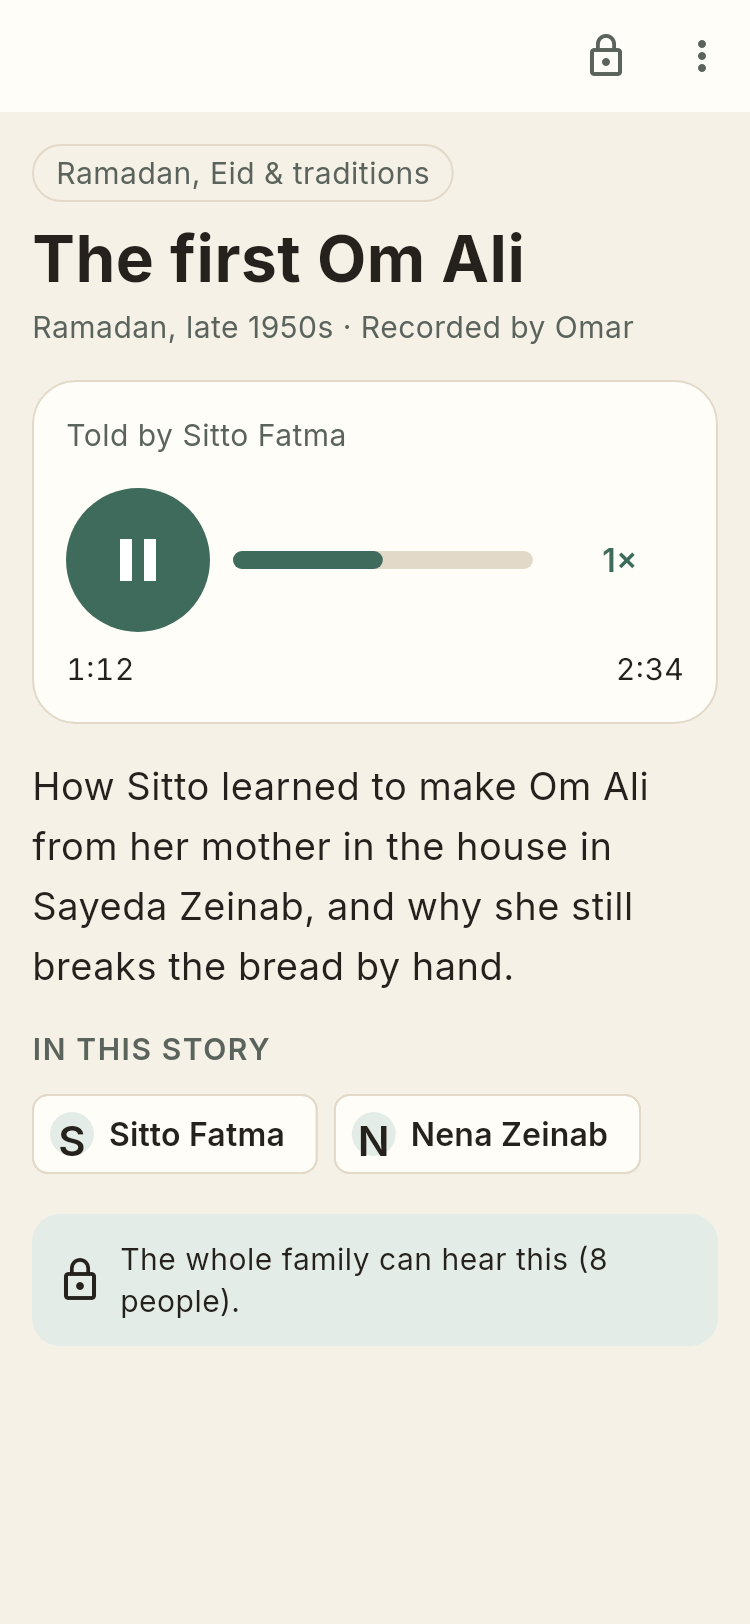 Ramadan, Eid & traditions
The first Om Ali
Ramadan, late 1950s · Recorded by Omar
Told by Sitto Fatma
1×
1:12
2:34
How Sitto learned to make Om Ali
from her mother in the house in
Sayeda Zeinab, and why she still
breaks the bread by hand.
IN THIS STORY
S Sitto Fatma
N Nena Zeinab
The whole family can hear this (8
people).